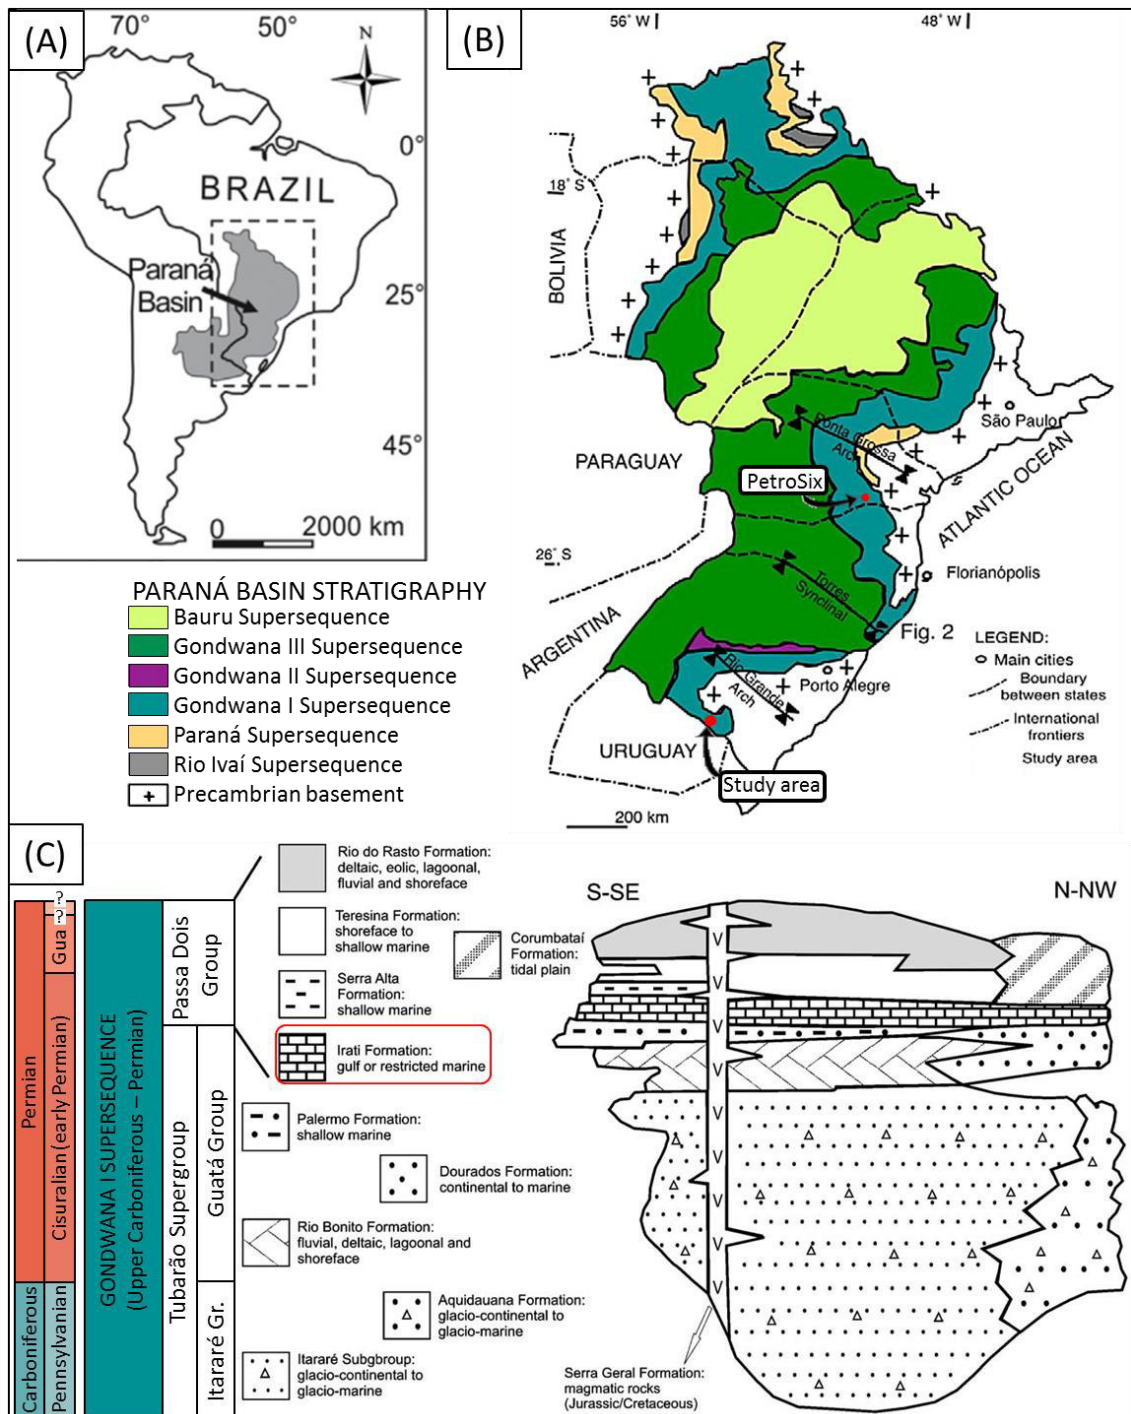 (A)
70°
50°
N
0°
BRAZIL
Paraná
Basin
25°
45°
0
2000 km
(B)
56° W
48° W
18° S
BOLIVIA
PARAGUAY
Ponta Grossa
Arch
São Paulo
PetroSix
ATLANTIC OCEAN
26° S
Torres
Synclinal
Florianópolis
ARGENTINA
Fig. 2
Rio Grande
Arch
Porto Alegre
URUGUAY
Study area
200 km
LEGEND:
Main cities
Boundary
between states
International
frontiers
Study area
PARANÁ BASIN STRATIGRAPHY
Bauru Supersequence
Gondwana III Supersequence
Gondwana II Supersequence
Gondwana I Supersequence
Paraná Supersequence
Rio Ivaí Supersequence
+ Precambrian basement
(C)
?
?
Permian
Carboniferous
Gua
Cisuralian (early Permian)
Pennsylvanian
GONDWANA I SUPERSEQUENCE
(Upper Carboniferous – Permian)
Passa Dois
Group
Tubarão Supergroup
Guatá Group
Itararé Gr.
Rio do Rasto Formation:
deltaic, eolic, lagoonal,
fluvial and shoreface
Teresina Formation:
shoreface to
shallow marine
Corumbataí
Formation:
tidal plain
Serra Alta
Formation:
shallow marine
Irati Formation:
gulf or restricted marine
Palermo Formation:
shallow marine
Dourados Formation:
continental to marine
Rio Bonito Formation:
fluvial, deltaic, lagoonal and
shoreface
Aquidauana Formation:
glacio-continental to
glacio-marine
Itararé Subgbroup:
glacio-continental to
glacio-marine
S-SE
N-NW
V
V
V
V
V
V
V
V
V
Serra Geral Formation:
magmatic rocks
(Jurassic/Cretaceous)